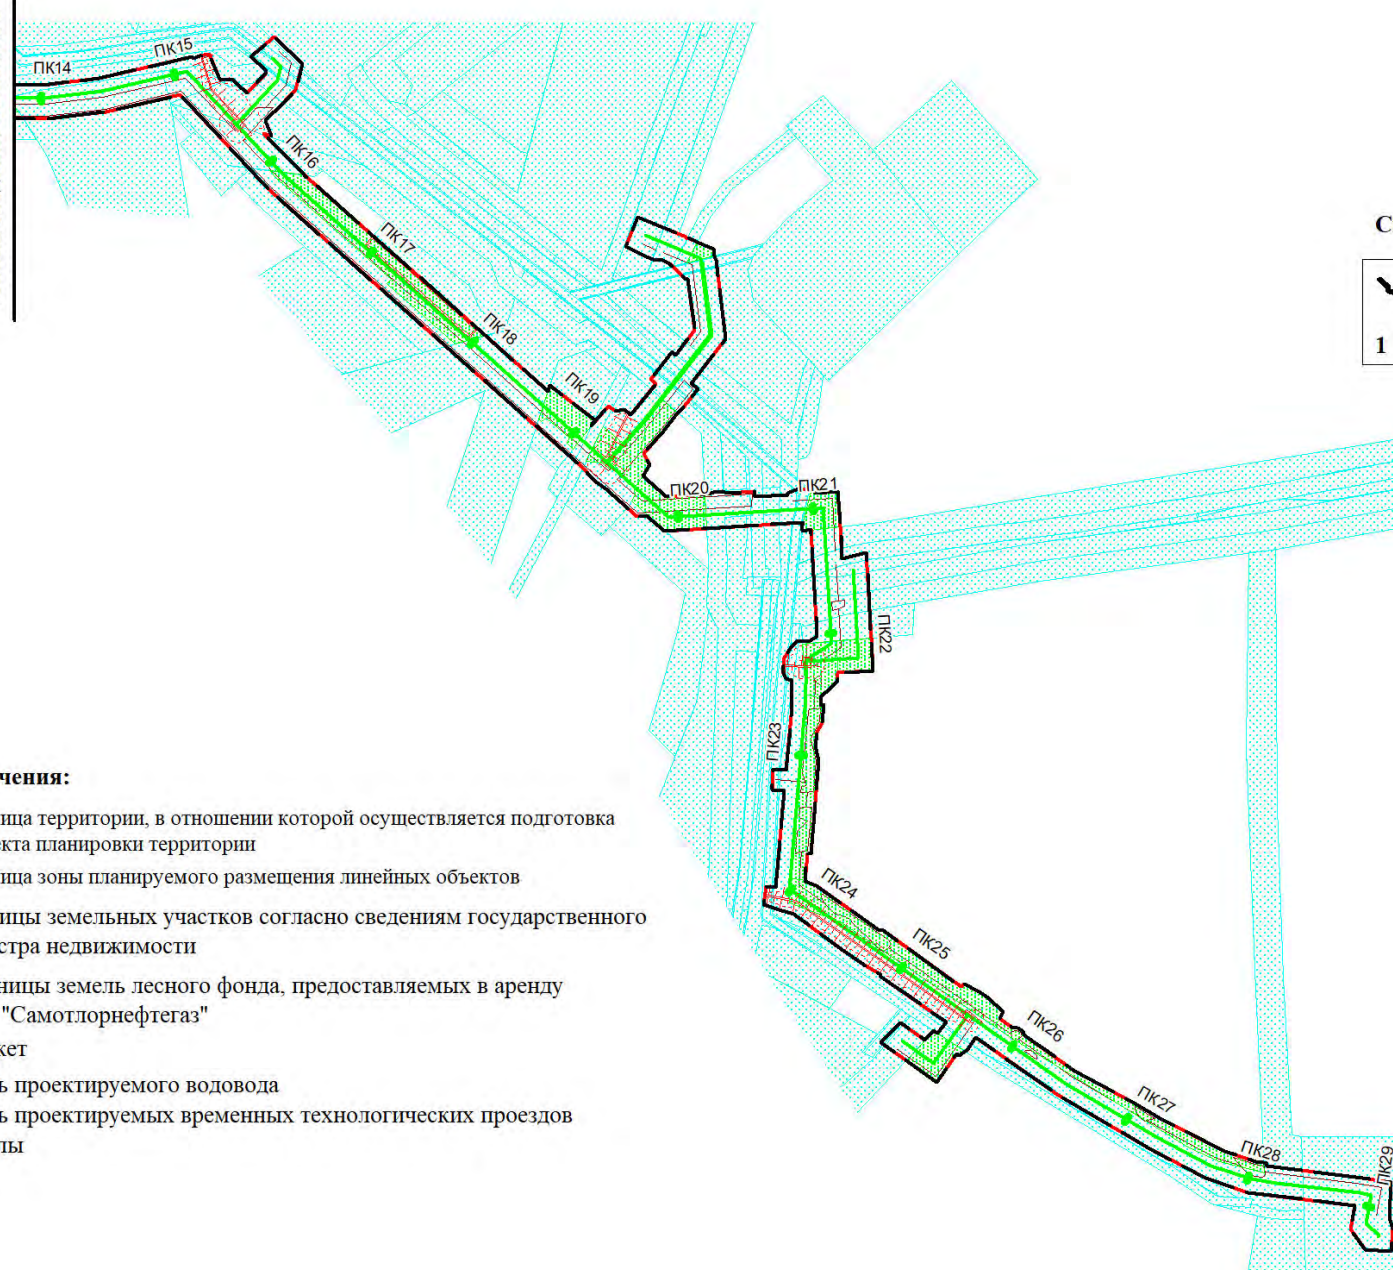 ПК14
ПК15
ПК16
ПК17
ПК18
ПК19
ПК20
ПК21
ПК22
ПК23
ПК24
ПК25
ПК26
ПК27
ПК28
ПК29
С
1
чения:
ица территории, в отношении которой осуществляется подготовка
екта планировки территории
ица зоны планируемого размещения линейных объектов
ицы земельных участков согласно сведениям государственного
стра недвижимости
ницы земель лесного фонда, предоставляемых в аренду
"Самотлорнефтегаз"
кет
ь проектируемого водовода
ь проектируемых временных технологических проездов
лы